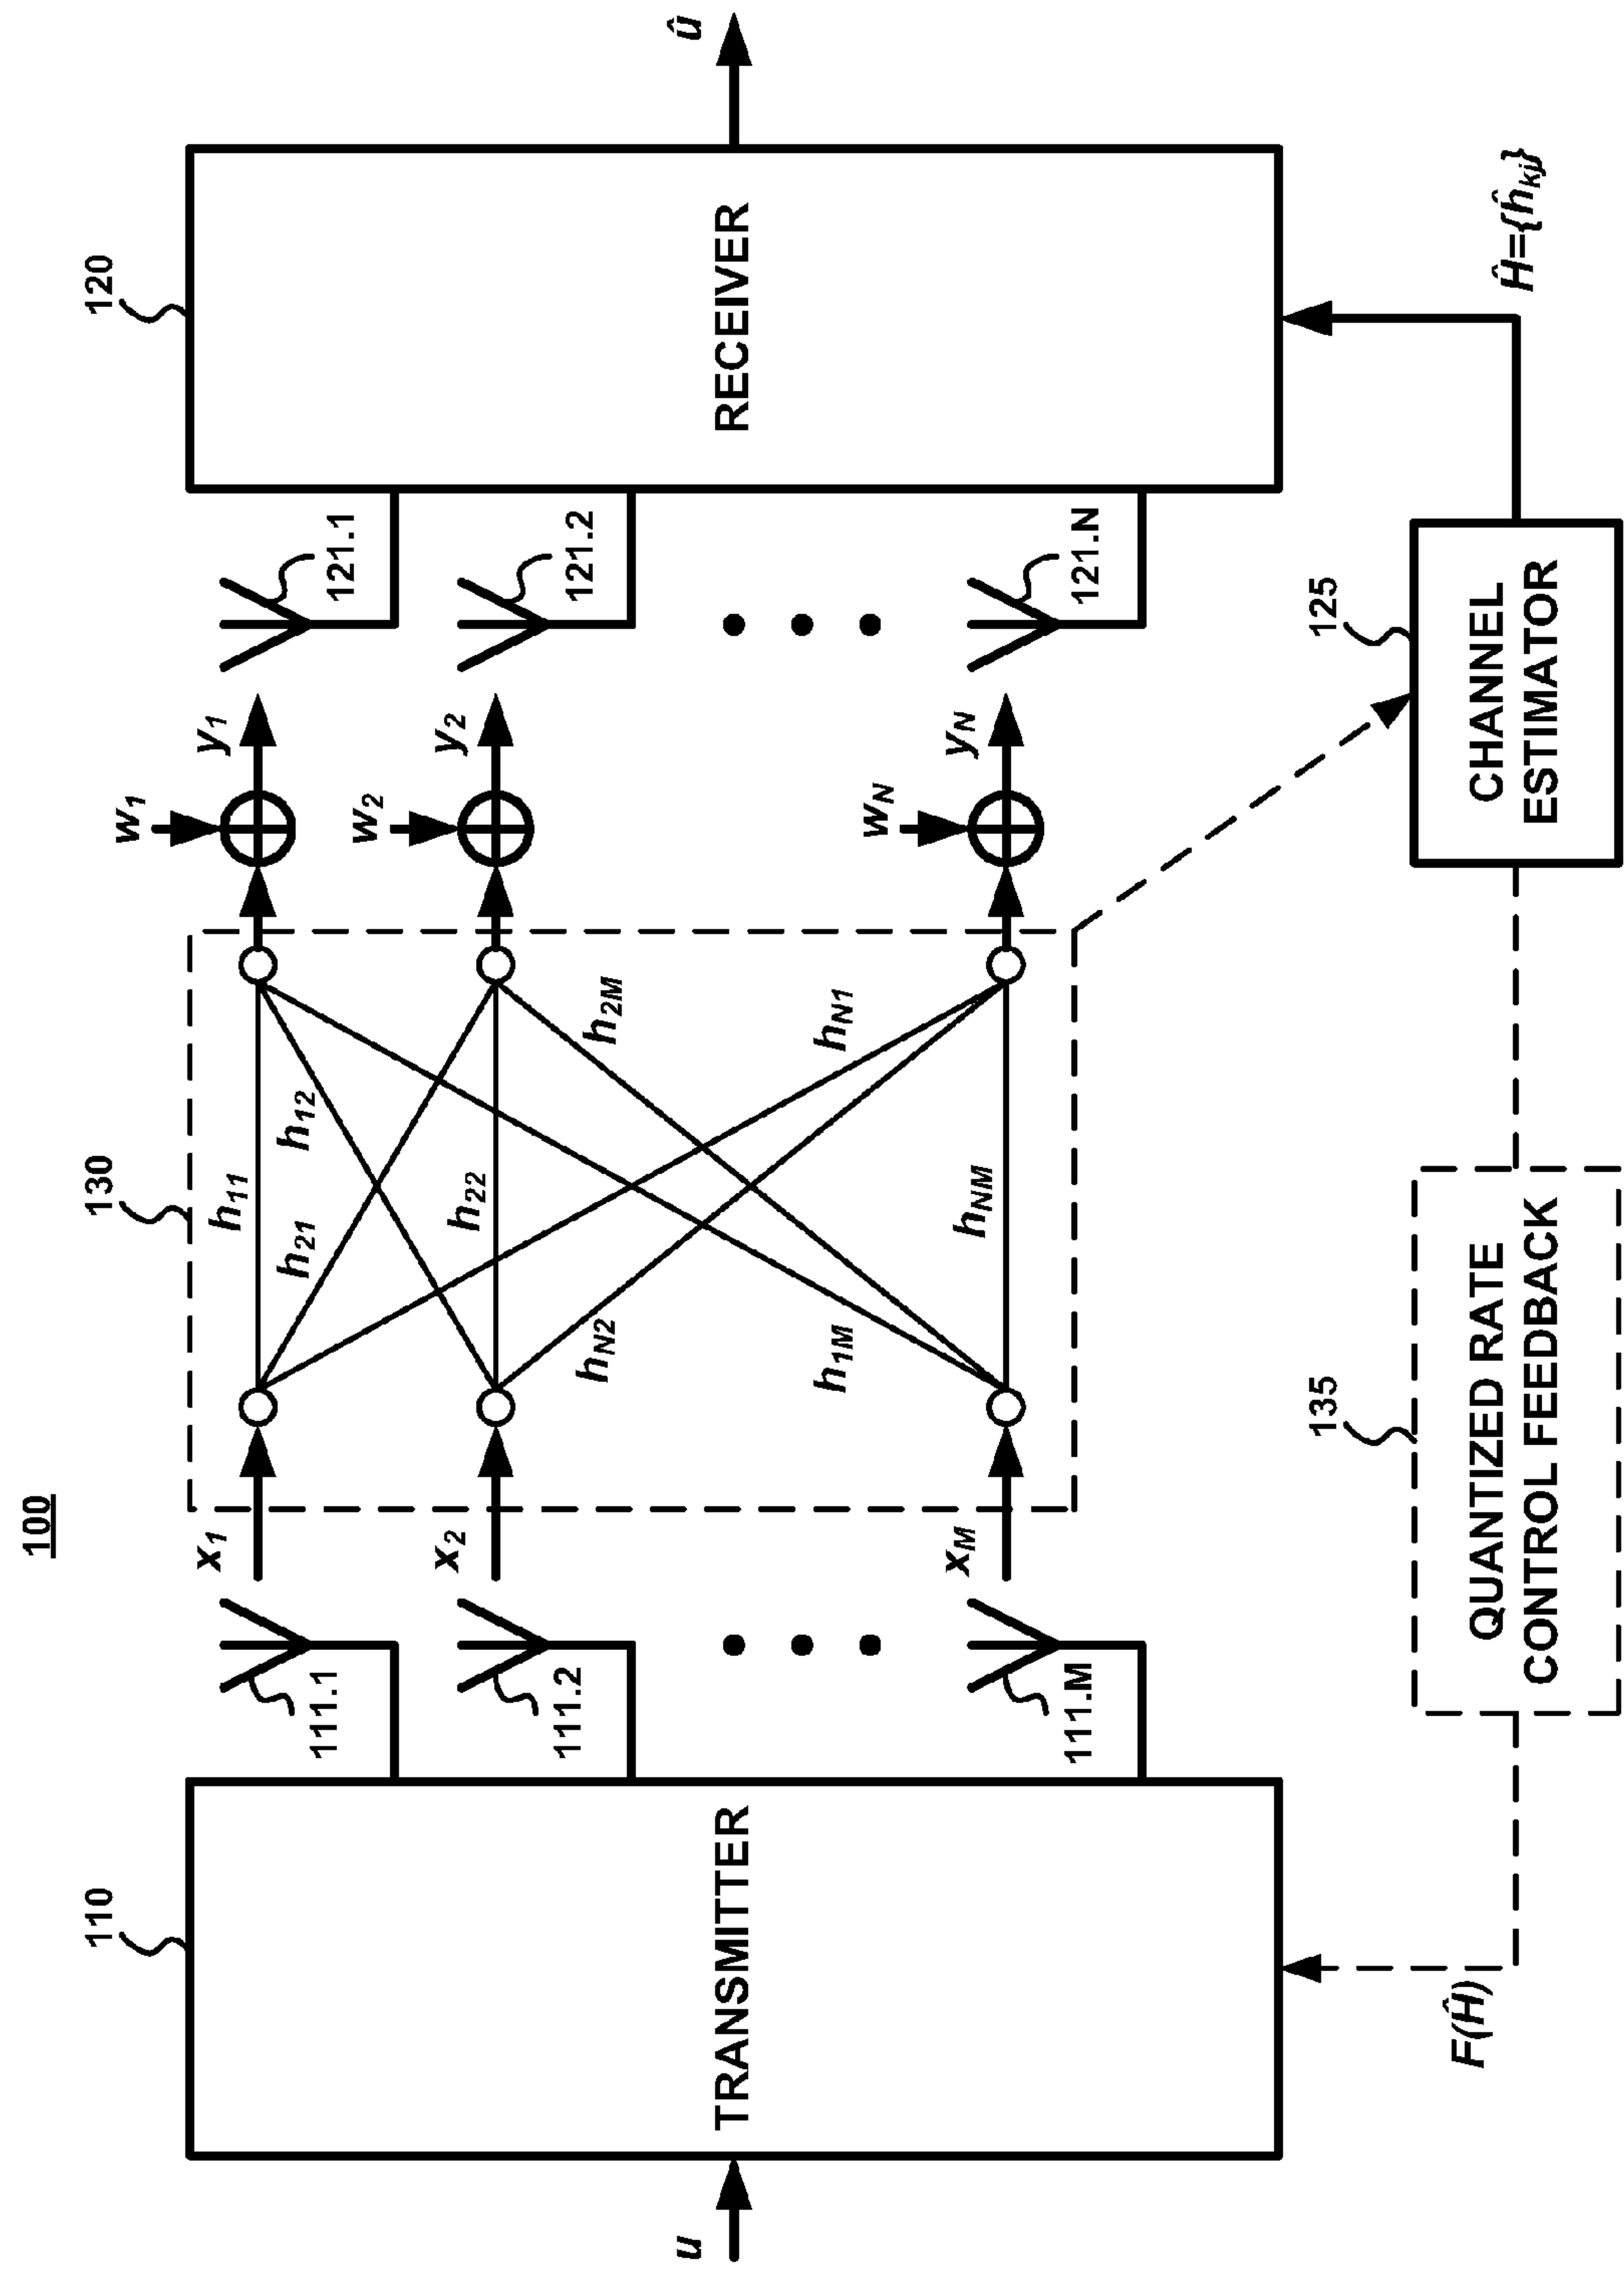 100
110
120
130
u
TRANSMITTER
111.1
111.2
111.M
x1
x2
xM
h11
h12
h21
h22
h2M
hN2
hN1
h1M
hNM
w1
w2
wN
y1
y2
yN
121.1
121.2
121.N
RECEIVER
û
F(Ĥ)
135
QUANTIZED RATE
CONTROL FEEDBACK
125
CHANNEL
ESTIMATOR
Ĥ={ĥkj}